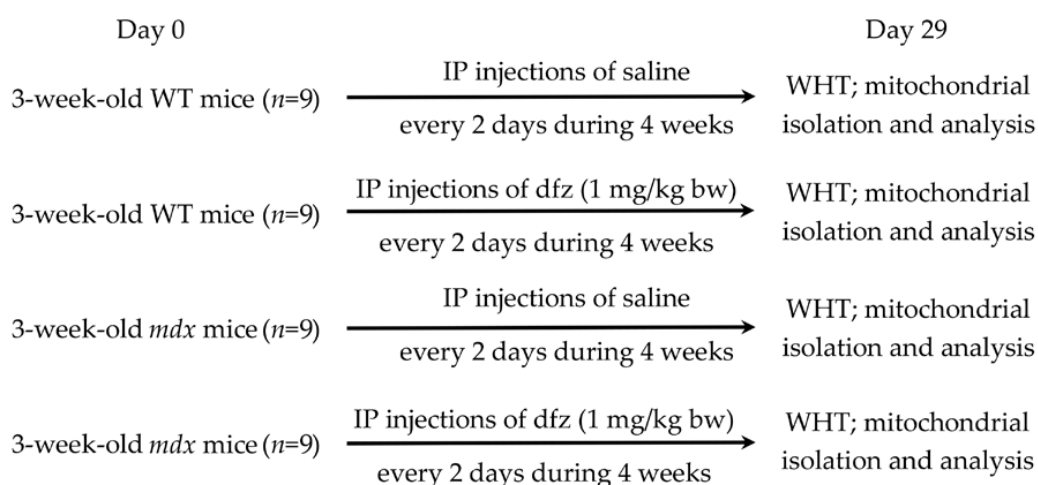 Day 0
Day 29
3-week-old WT mice (n=9)
IP injections of saline
every 2 days during 4 weeks
WHT; mitochondrial
isolation and analysis
3-week-old WT mice (n=9)
IP injections of dfz (1 mg/kg bw)
every 2 days during 4 weeks
WHT; mitochondrial
isolation and analysis
3-week-old mdx mice (n=9)
IP injections of saline
every 2 days during 4 weeks
WHT; mitochondrial
isolation and analysis
3-week-old mdx mice (n=9)
IP injections of dfz (1 mg/kg bw)
every 2 days during 4 weeks
WHT; mitochondrial
isolation and analysis